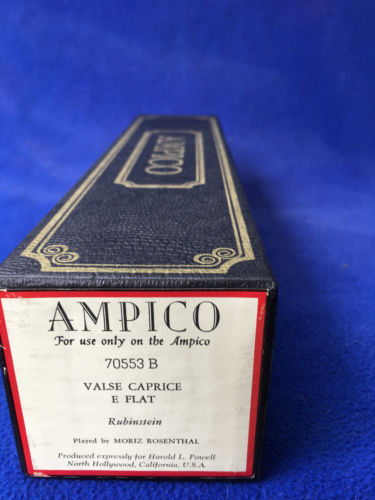 AMPICO
AMPICO
For use only on the Ampico
70553 B
VALSE CAPRICE
E FLAT
Rubinstein
Played by MORIZ ROSENTHAL
Produced expressly for Harold L. Powell
North Hollywood, California, U.S.A.